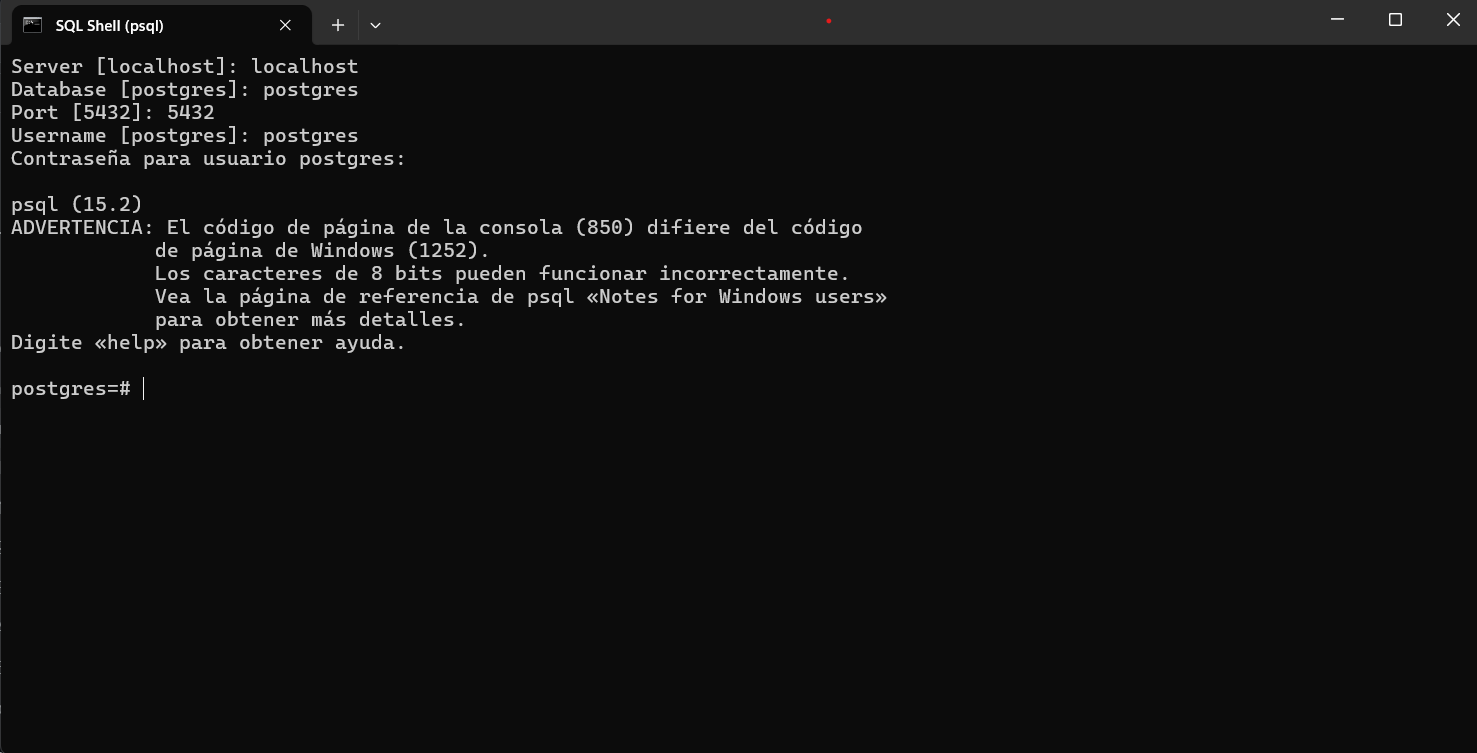 SQL Shell (psql)
Server [localhost]: localhost
Database [postgres]: postgres
Port [5432]: 5432
Username [postgres]: postgres
Contraseña para usuario postgres:
psql (15.2)
ADVERTENCIA: El código de página de la consola (850) difiere del código
de página de Windows (1252).
Los caracteres de 8 bits pueden funcionar incorrectamente.
Vea la página de referencia de psql «Notes for Windows users»
para obtener más detalles.
Digite «help» para obtener ayuda.
postgres=#